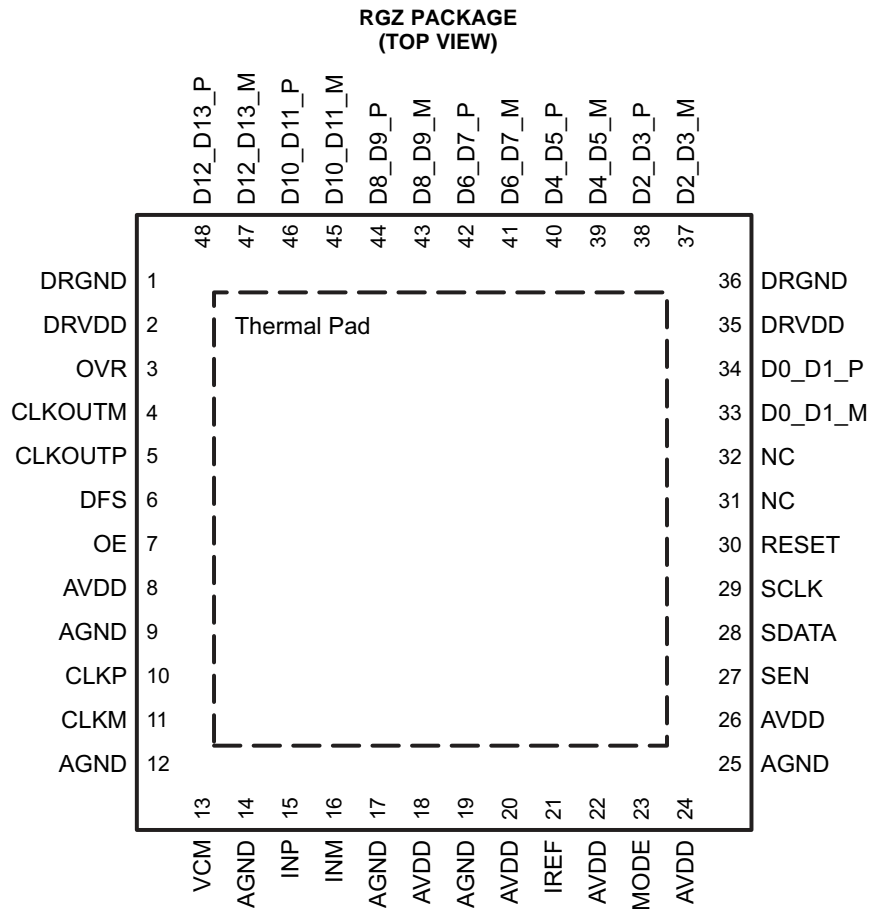 RGZ PACKAGE
(TOP VIEW)
D12_D13_P
D12_D13_M
D10_D11_P
D10_D11_M
D8_D9_P
D8_D9_M
D6_D7_P
D6_D7_M
D4_D5_P
D4_D5_M
D2_D3_P
D2_D3_M
48 47 46 45 44 43 42 41 40 39 38 37
DRGND 1
DRVDD 2
OVR 3
CLKOUTM 4
CLKOUTP 5
DFS 6
OE 7
AVDD 8
AGND 9
CLKP 10
CLKM 11
AGND 12
Thermal Pad
36 DRGND
35 DRVDD
34 D0_D1_P
33 D0_D1_M
32 NC
31 NC
30 RESET
29 SCLK
28 SDATA
27 SEN
26 AVDD
25 AGND
13 14 15 16 17 18 19 20 21 22 23 24
VCM
AGND
INP
INM
AGND
AVDD
AGND
AVDD
IREF
AVDD
MODE
AVDD